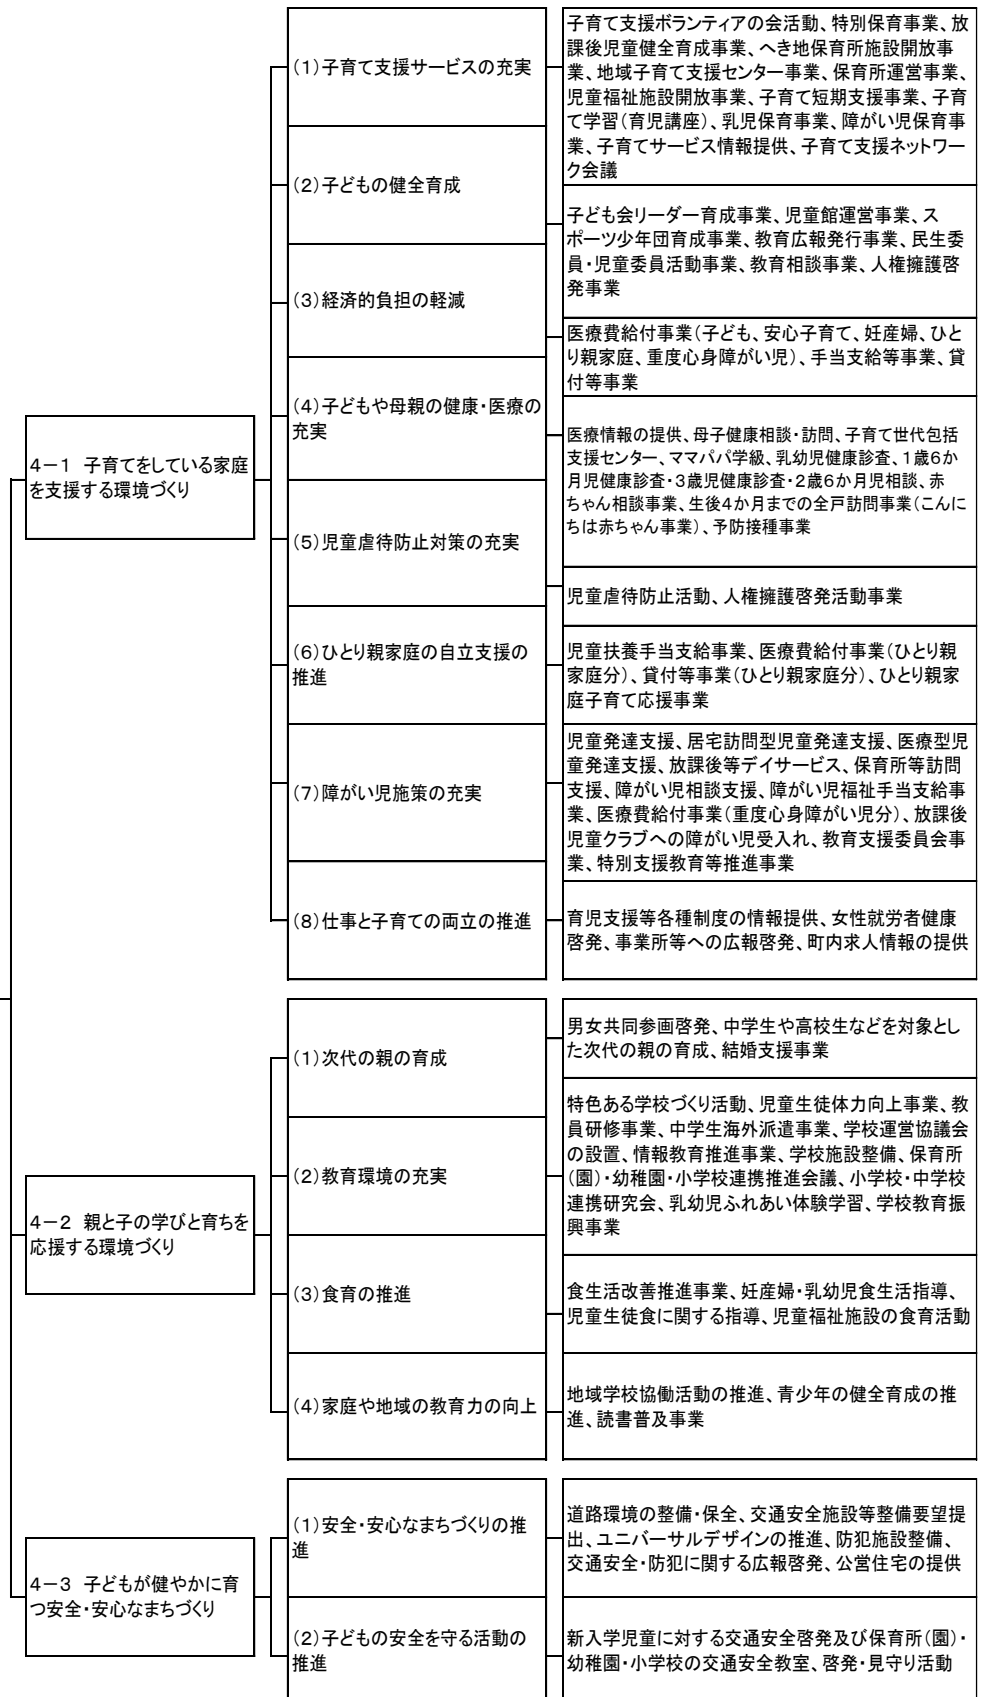 4－1　子育てをしている家庭
を支援する環境づくり
(1)子育て支援サービスの充実
子育て支援ボランティアの会活動、特別保育事業、放
課後児童健全育成事業、へき地保育所施設開放事
業、地域子育て支援センター事業、保育所運営事業、
児童福祉施設開放事業、子育て短期支援事業、子育
て学習(育児講座)、乳児保育事業、障がい児保育事
業、子育てサービス情報提供、子育て支援ネットワー
ク会議
(2)子どもの健全育成
子ども会リーダー育成事業、児童館運営事業、ス
ポーツ少年団育成事業、教育広報発行事業、民生委
員・児童委員活動事業、教育相談事業、人権擁護啓
発事業
(3)経済的負担の軽減
医療費給付事業(子ども、安心子育て、妊産婦、ひと
り親家庭、重度心身障がい児)、手当支給等事業、貸
付等事業
(4)子どもや母親の健康・医療の
充実
医療情報の提供、母子健康相談・訪問、子育て世代包括
支援センター、ママパパ学級、乳幼児健康診査、1歳6か
月児健康診査・3歳児健康診査・2歳6か月児相談、赤
ちゃん相談事業、生後4か月までの全戸訪問事業(こんに
ちは赤ちゃん事業)、予防接種事業
(5)児童虐待防止対策の充実
児童虐待防止活動、人権擁護啓発活動事業
(6)ひとり親家庭の自立支援の
推進
児童扶養手当支給事業、医療費給付事業(ひとり親
家庭分)、貸付等事業(ひとり親家庭分)、ひとり親家
庭子育て応援事業
(7)障がい児施策の充実
児童発達支援、居宅訪問型児童発達支援、医療型児
童発達支援、放課後等デイサービス、保育所等訪問
支援、障がい児相談支援、障がい児福祉手当支給事
業、医療費給付事業(重度心身障がい児分)、放課後
児童クラブへの障がい児受入れ、教育支援委員会事
業、特別支援教育等推進事業
(8)仕事と子育ての両立の推進
育児支援等各種制度の情報提供、女性就労者健康
啓発、事業所等への広報啓発、町内求人情報の提供
4－2　親と子の学びと育ちを
応援する環境づくり
(1)次代の親の育成
男女共同参画啓発、中学生や高校生などを対象とし
た次代の親の育成、結婚支援事業
(2)教育環境の充実
特色ある学校づくり活動、児童生徒体力向上事業、教
員研修事業、中学生海外派遣事業、学校運営協議会
の設置、情報教育推進事業、学校施設整備、保育所
(園)・幼稚園・小学校連携推進会議、小学校・中学校
連携研究会、乳幼児ふれあい体験学習、学校教育振
興事業
(3)食育の推進
食生活改善推進事業、妊産婦・乳幼児食生活指導、
児童生徒食に関する指導、児童福祉施設の食育活動
(4)家庭や地域の教育力の向上
地域学校協働活動の推進、青少年の健全育成の推
進、読書普及事業
4－3　子どもが健やかに育
つ安全・安心なまちづくり
(1)安全・安心なまちづくりの推
進
道路環境の整備・保全、交通安全施設等整備要望提
出、ユニバーサルデザインの推進、防犯施設整備、
交通安全・防犯に関する広報啓発、公営住宅の提供
(2)子どもの安全を守る活動の
推進
新入学児童に対する交通安全啓発及び保育所(園)・
幼稚園・小学校の交通安全教室、啓発・見守り活動